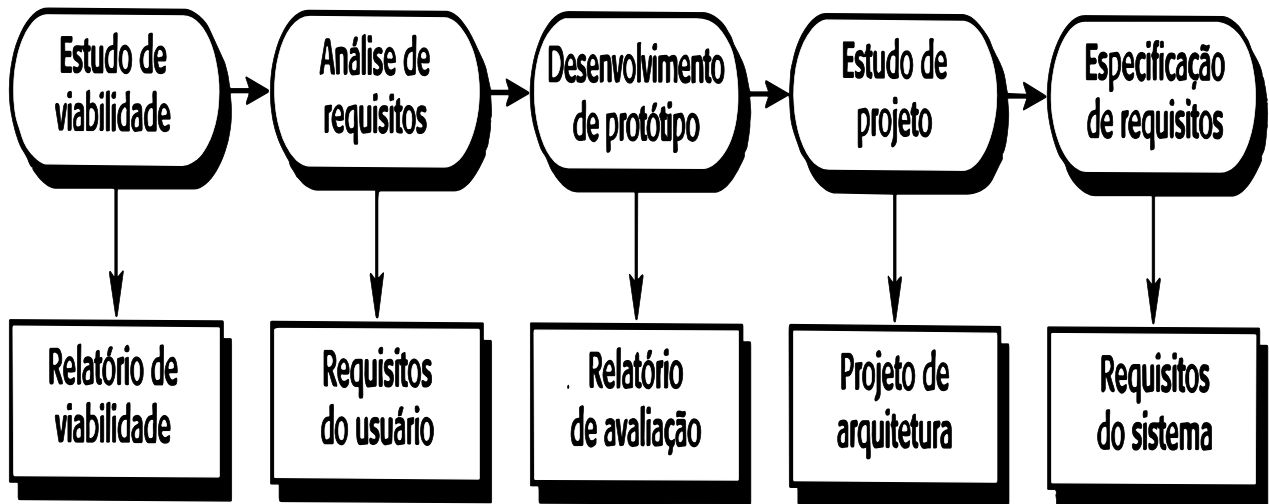 Estudo de
viabilidade
Análise de
requisitos
Desenvolvimento
de protótipo
Estudo de
projeto
Especificação
de requisitos
Relatório de
viabilidade
Requisitos
do usuário
Relatório
de avaliação
Projeto de
arquitetura
Requisitos
do sistema